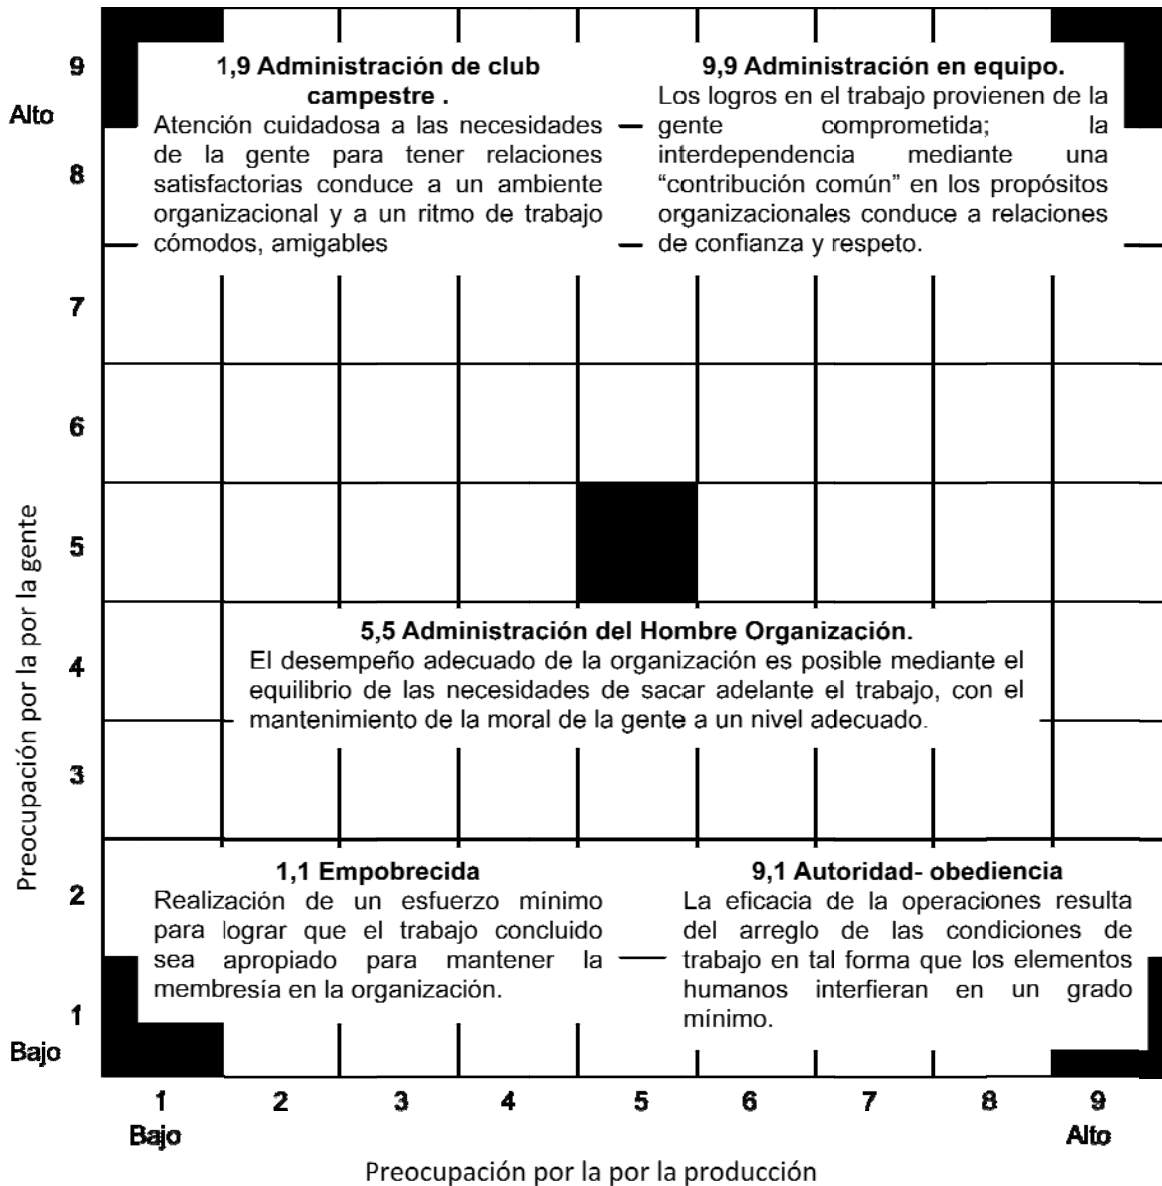 9
Alto
8
7
6
5
4
3
2
1
Bajo
Preocupación por la por la gente
1,9 Administración de club
campestre .
Atención cuidadosa a las necesidades
de la gente para tener relaciones
satisfactorias conduce a un ambiente
organizacional y a un ritmo de trabajo
cómodos, amigables
9,9 Administración en equipo.
Los logros en el trabajo provienen de la
gente comprometida; la
interdependencia mediante una
“contribución común” en los propósitos
organizacionales conduce a relaciones
de confianza y respeto.
5,5 Administración del Hombre Organización.
El desempeño adecuado de la organización es posible mediante el
equilibrio de las necesidades de sacar adelante el trabajo, con el
mantenimiento de la moral de la gente a un nivel adecuado.
1,1 Empobrecida
Realización de un esfuerzo mínimo
para lograr que el trabajo concluido
sea apropiado para mantener la
membresía en la organización.
9,1 Autoridad- obediencia
La eficacia de la operaciones resulta
del arreglo de las condiciones de
trabajo en tal forma que los elementos
humanos interfieran en un grado
mínimo.
1 2 3 4 5 6 7 8 9
Bajo Alto
Preocupación por la por la producción